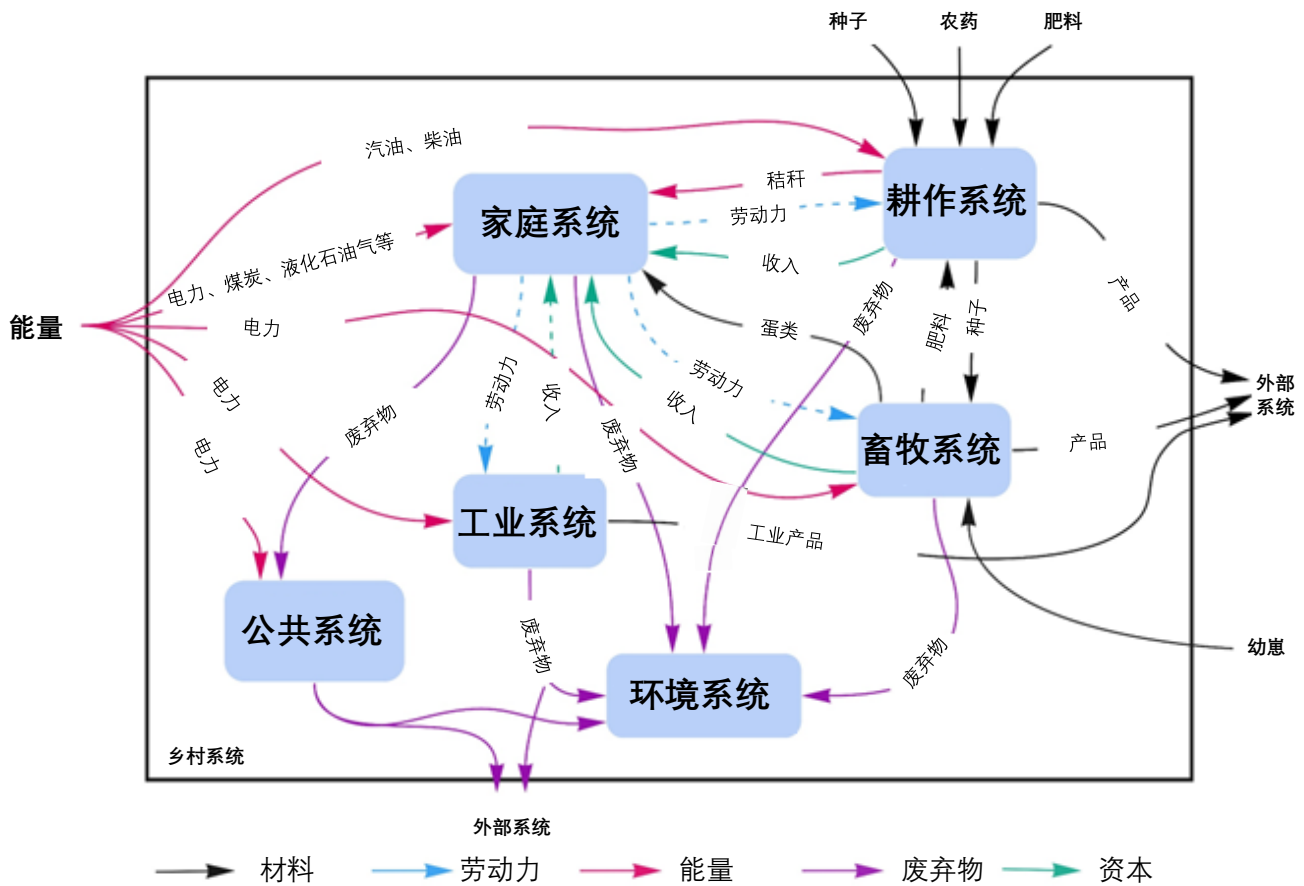 种子
农药
肥料
汽油、柴油
秸秆
家庭系统
耕作系统
劳动力
收入
电力、煤炭、液化石油气等
能量
电力
废弃物
肥料
种子
产品
蛋类
劳动力
收入
劳动力
收入
电力
电力
废弃物
废弃物
外部
系统
畜牧系统
产品
工业系统
工业产品
公共系统
废弃物
环境系统
废弃物
幼崽
乡村系统
外部系统
材料
劳动力
能量
废弃物
资本